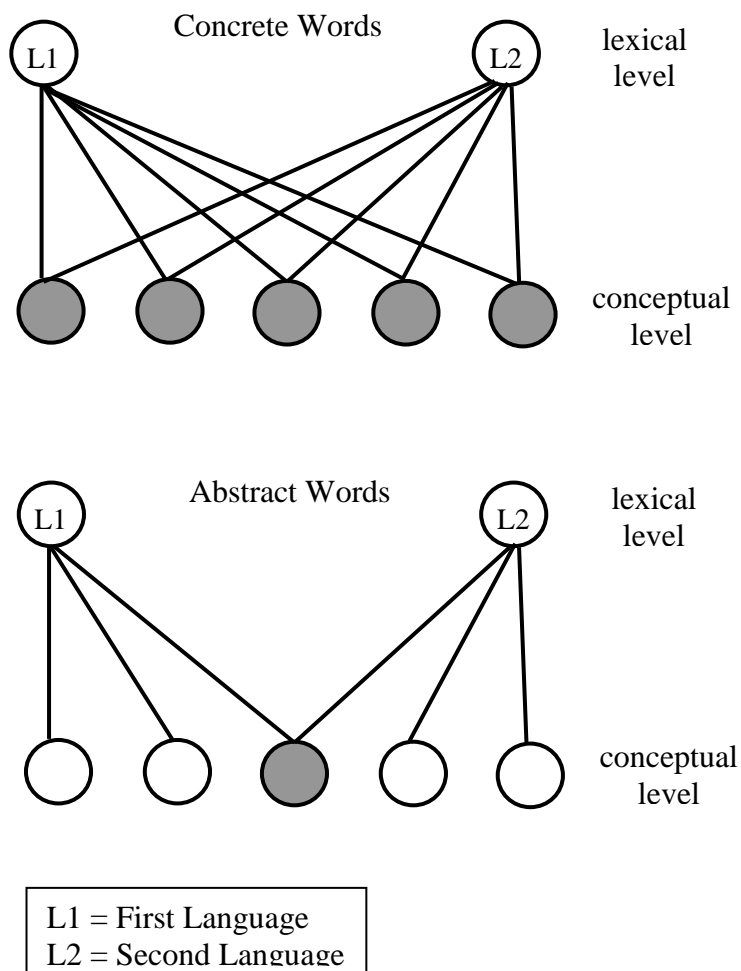 Concrete Words
L1
L2
lexical
level
conceptual
level
Abstract Words
L1
L2
lexical
level
conceptual
level
L1 = First Language
L2 = Second Language